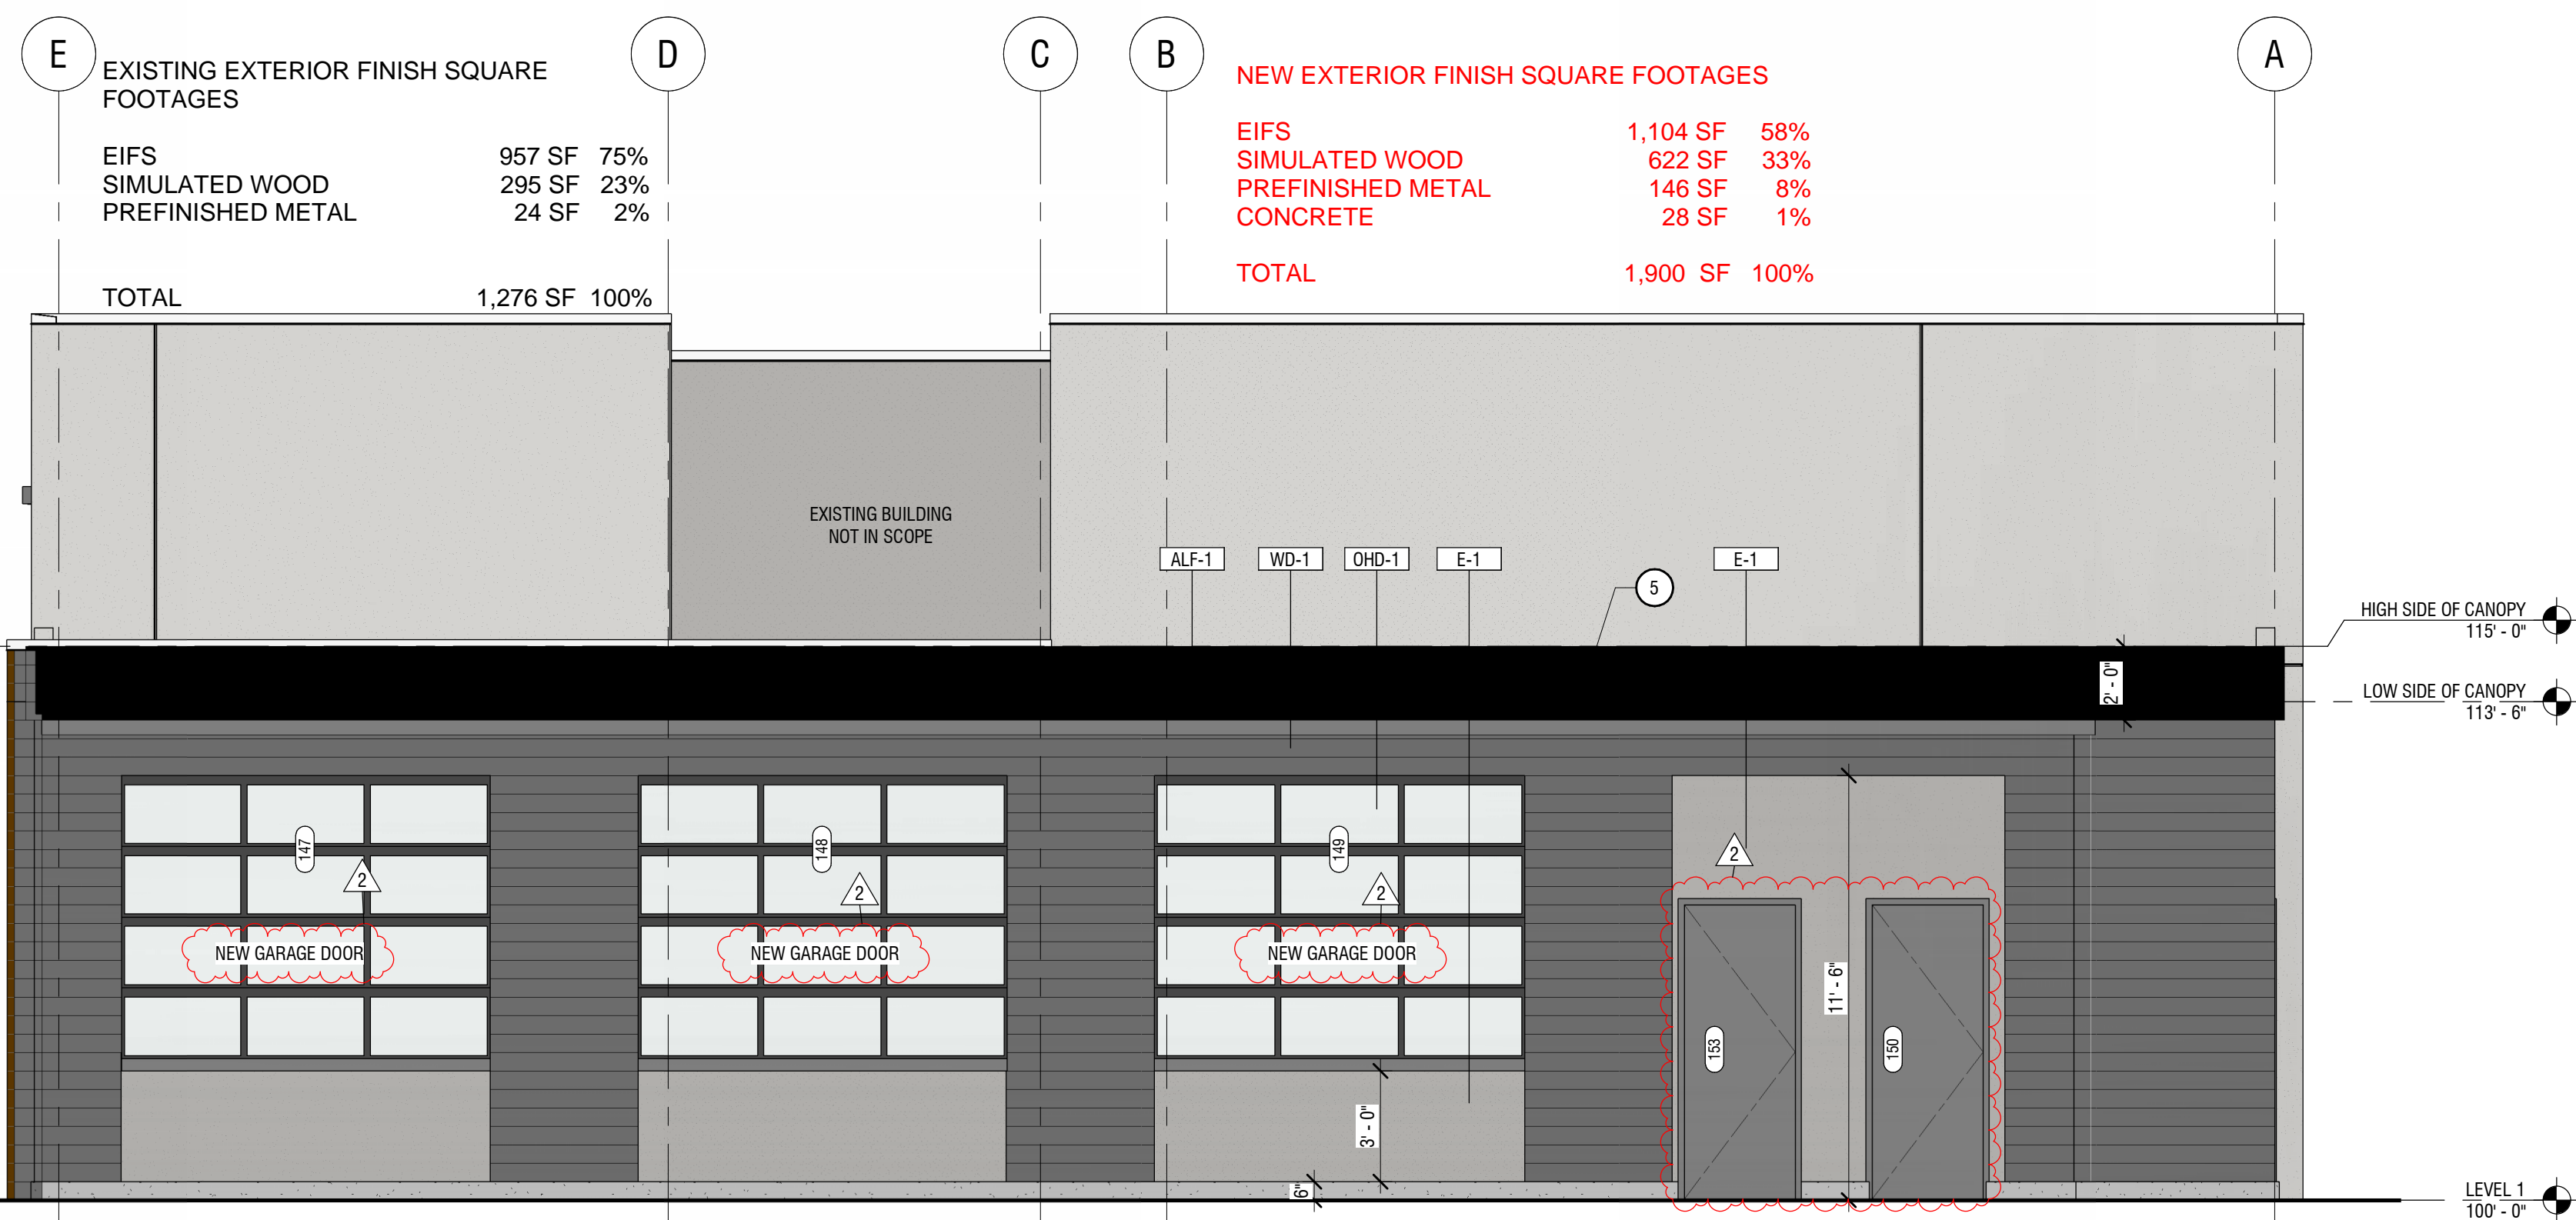 E
D
C
B
A
EXISTING EXTERIOR FINISH SQUARE
FOOTAGES
EIFS 957 SF 75%
SIMULATED WOOD 295 SF 23%
PREFINISHED METAL 24 SF 2%
TOTAL 1,276 SF 100%
NEW EXTERIOR FINISH SQUARE FOOTAGES
EIFS 1,104 SF 58%
SIMULATED WOOD 622 SF 33%
PREFINISHED METAL 146 SF 8%
CONCRETE 28 SF 1%
TOTAL 1,900 SF 100%
EXISTING BUILDING
NOT IN SCOPE
ALF-1
WD-1
OHD-1
E-1
5
E-1
HIGH SIDE OF CANOPY
115' - 0"
2' - 0"
LOW SIDE OF CANOPY
113' - 6"
147
2
NEW GARAGE DOOR
148
2
NEW GARAGE DOOR
149
2
NEW GARAGE DOOR
2
11' - 6"
153
150
3' - 0"
6"
LEVEL 1
100' - 0"